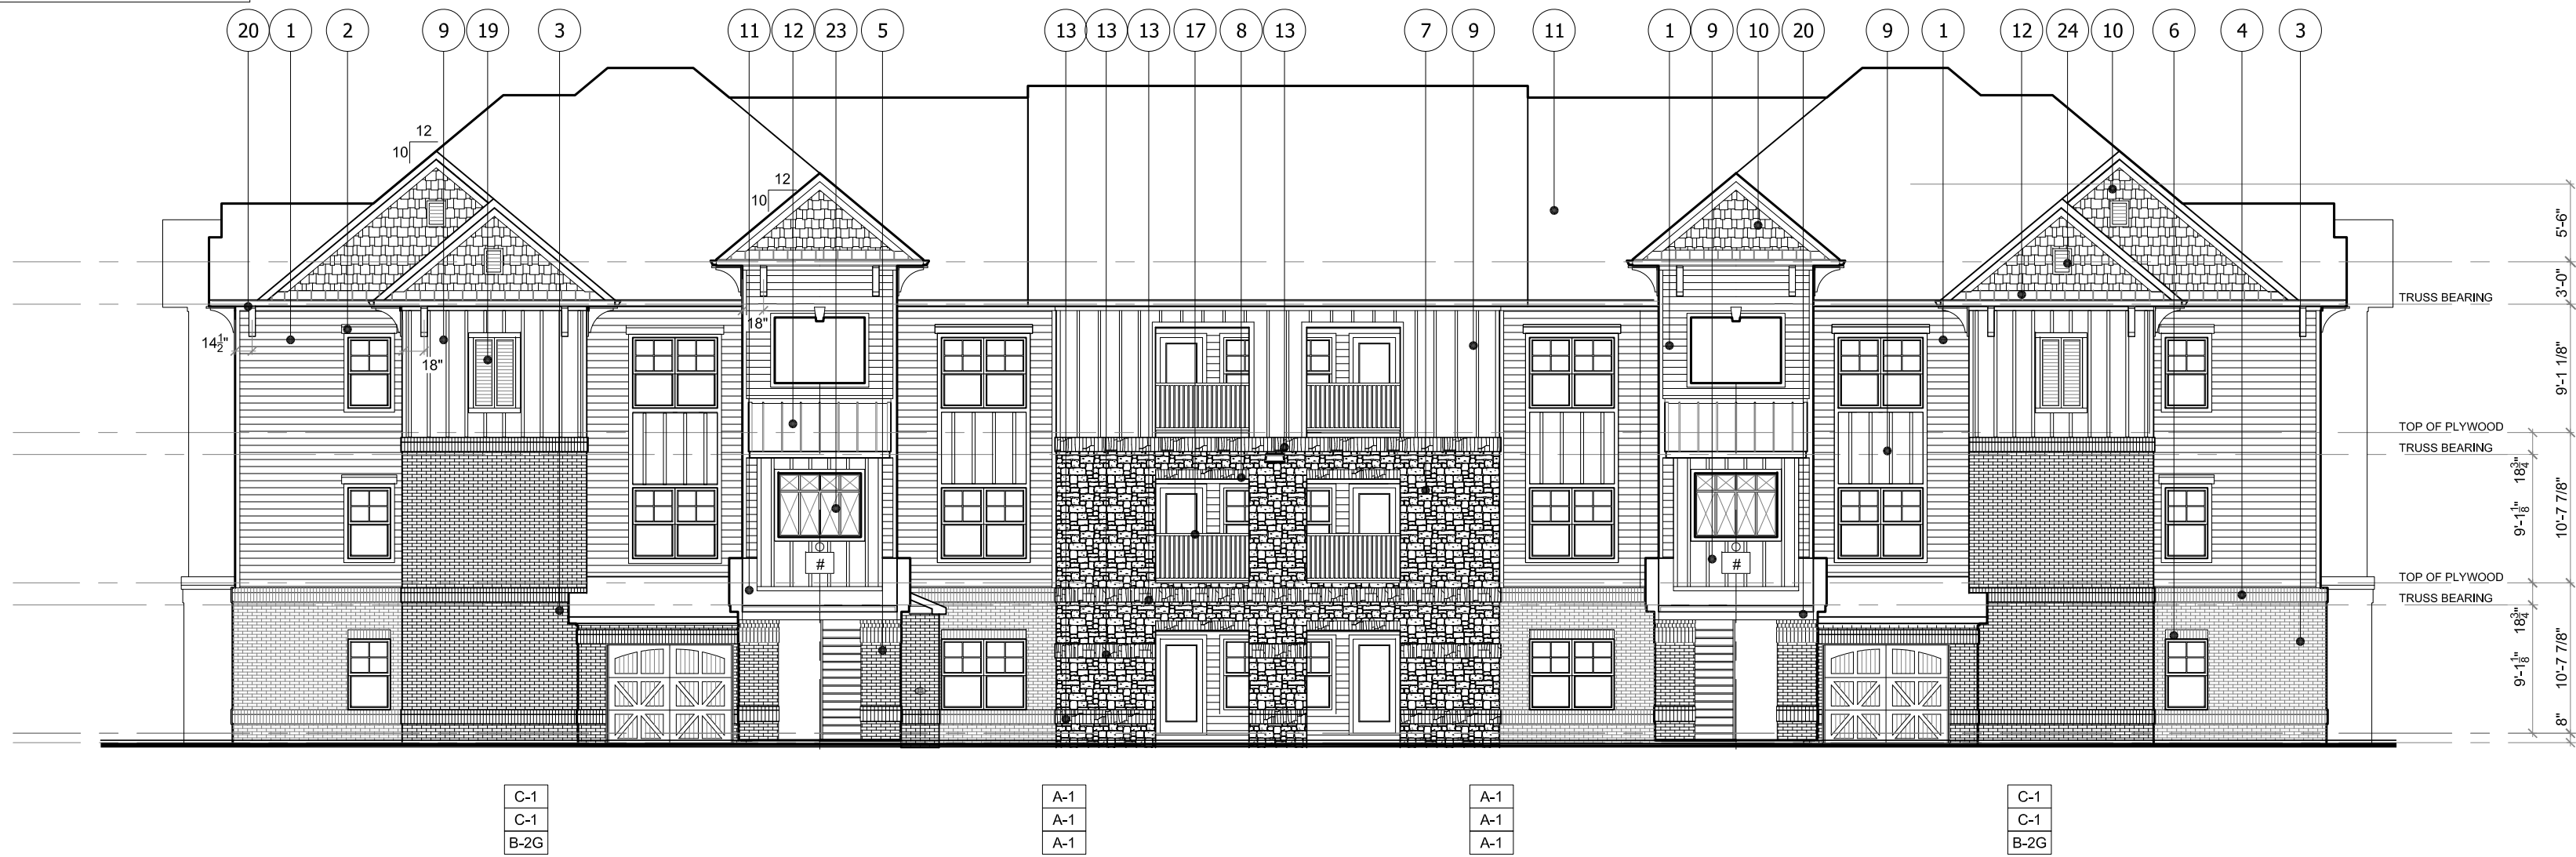 20 1 2 9 19 3 11 12 23 5 13 13 13 17 8 13 7 9 11 1 9 10 20 9 1 12 24 10 6 4 3
12
10
12
10
5'-6"
3'-0"
TRUSS BEARING
14½"
18"
18"
9'-1 1/8"
TOP OF PLYWOOD
TRUSS BEARING
18¾"
9'-1⅛"
10'-7 7/8"
#
#
TOP OF PLYWOOD
TRUSS BEARING
18¾"
9'-1⅛"
10'-7 7/8"
8"
C-1 A-1 A-1 C-1
C-1 A-1 A-1 C-1
B-2G A-1 A-1 B-2G